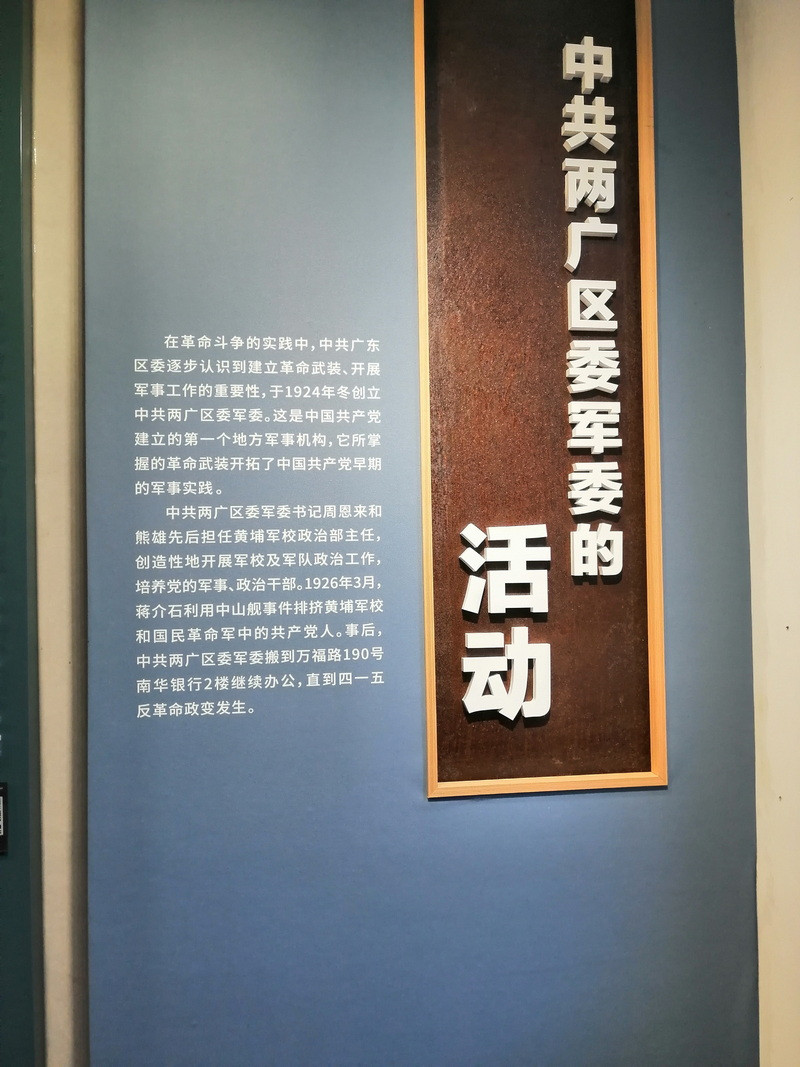 中共两广区委军委的
活动
在革命斗争的实践中，中共广东
区委逐步认识到建立革命武装、开展
军事工作的重要性，于1924年冬创立
中共两广区委军委。这是中国共产党
建立的第一个地方军事机构，它所掌
握的革命武装开拓了中国共产党早期
的军事实践。
中共两广区委军委书记周恩来和
熊雄先后担任黄埔军校政治部主任，
创造性地开展军校及军队政治工作，
培养党的军事、政治干部。1926年3月，
蒋介石利用中山舰事件排挤黄埔军校
和国民革命军中的共产党人。事后，
中共两广区委军委搬到万福路190号
南华银行2楼继续办公，直到四一五
反革命政变发生。